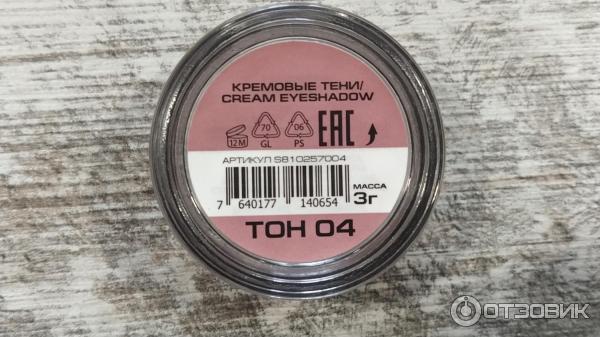 КРЕМОВЫЕ ТЕНИ/
CREAM EYESHADOW
12M 70 GL 06 PS EAC
АРТИКУЛ S810257004
МАССА
3г
7 640177 140654
ТОН 04
ОТЗОВИК